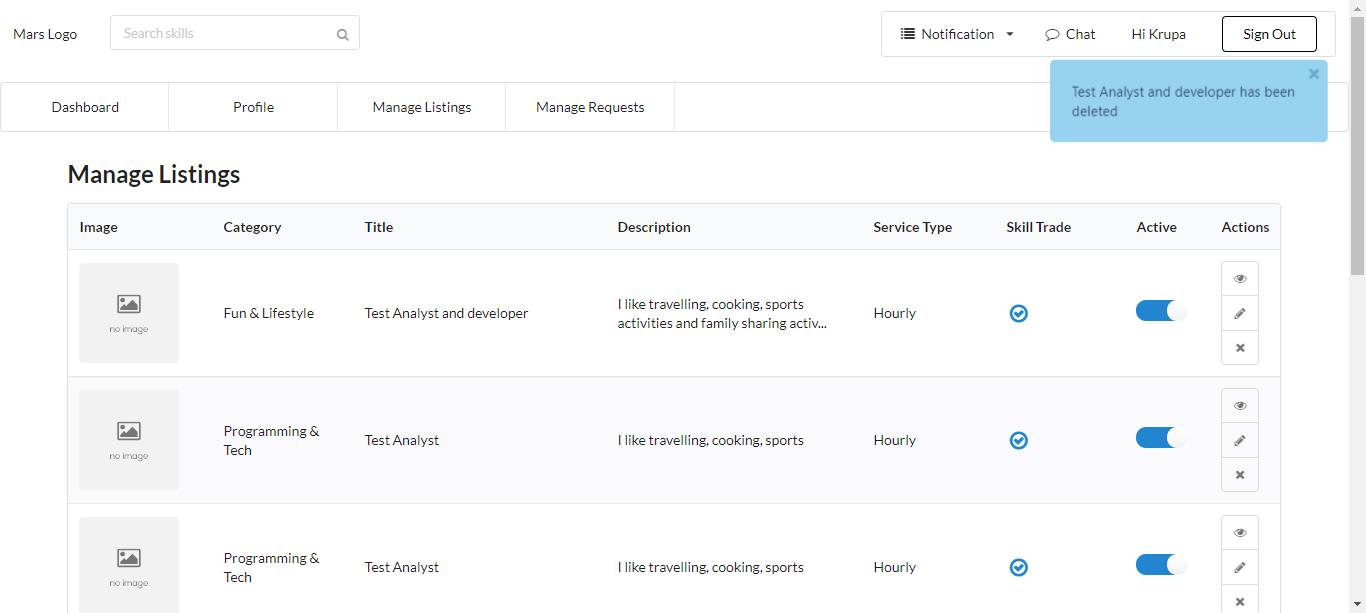 Mars Logo
Search skills
Notification
Chat
Hi Krupa
Sign Out
Test Analyst and developer has been
deleted
Dashboard
Profile
Manage Listings
Manage Requests
Manage Listings
Image
Category
Title
Description
Service Type
Skill Trade
Active
Actions
no image
Fun & Lifestyle
Test Analyst and developer
I like travelling, cooking, sports
activities and family sharing activ...
Hourly
no image
Programming &
Tech
Test Analyst
I like travelling, cooking, sports
Hourly
no image
Programming &
Tech
Test Analyst
I like travelling, cooking, sports
Hourly